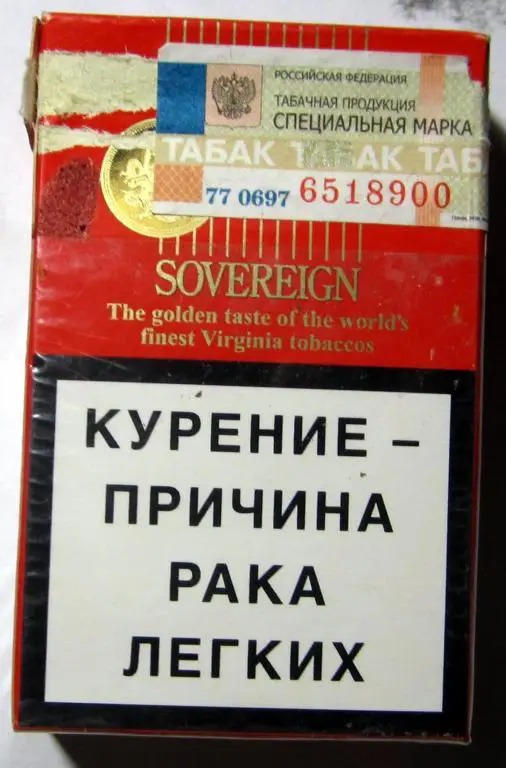 РОССИЙСКАЯ ФЕДЕРАЦИЯ
ТАБАЧНАЯ ПРОДУКЦИЯ
СПЕЦИАЛЬНАЯ МАРКА
ТАБАК ТАБАК ТАБ
77 0697 6518900
SOVEREIGN
The golden taste of the world's
finest Virginia tobaccos
КУРЕНИЕ –
ПРИЧИНА
РАКА
ЛЕГКИХ